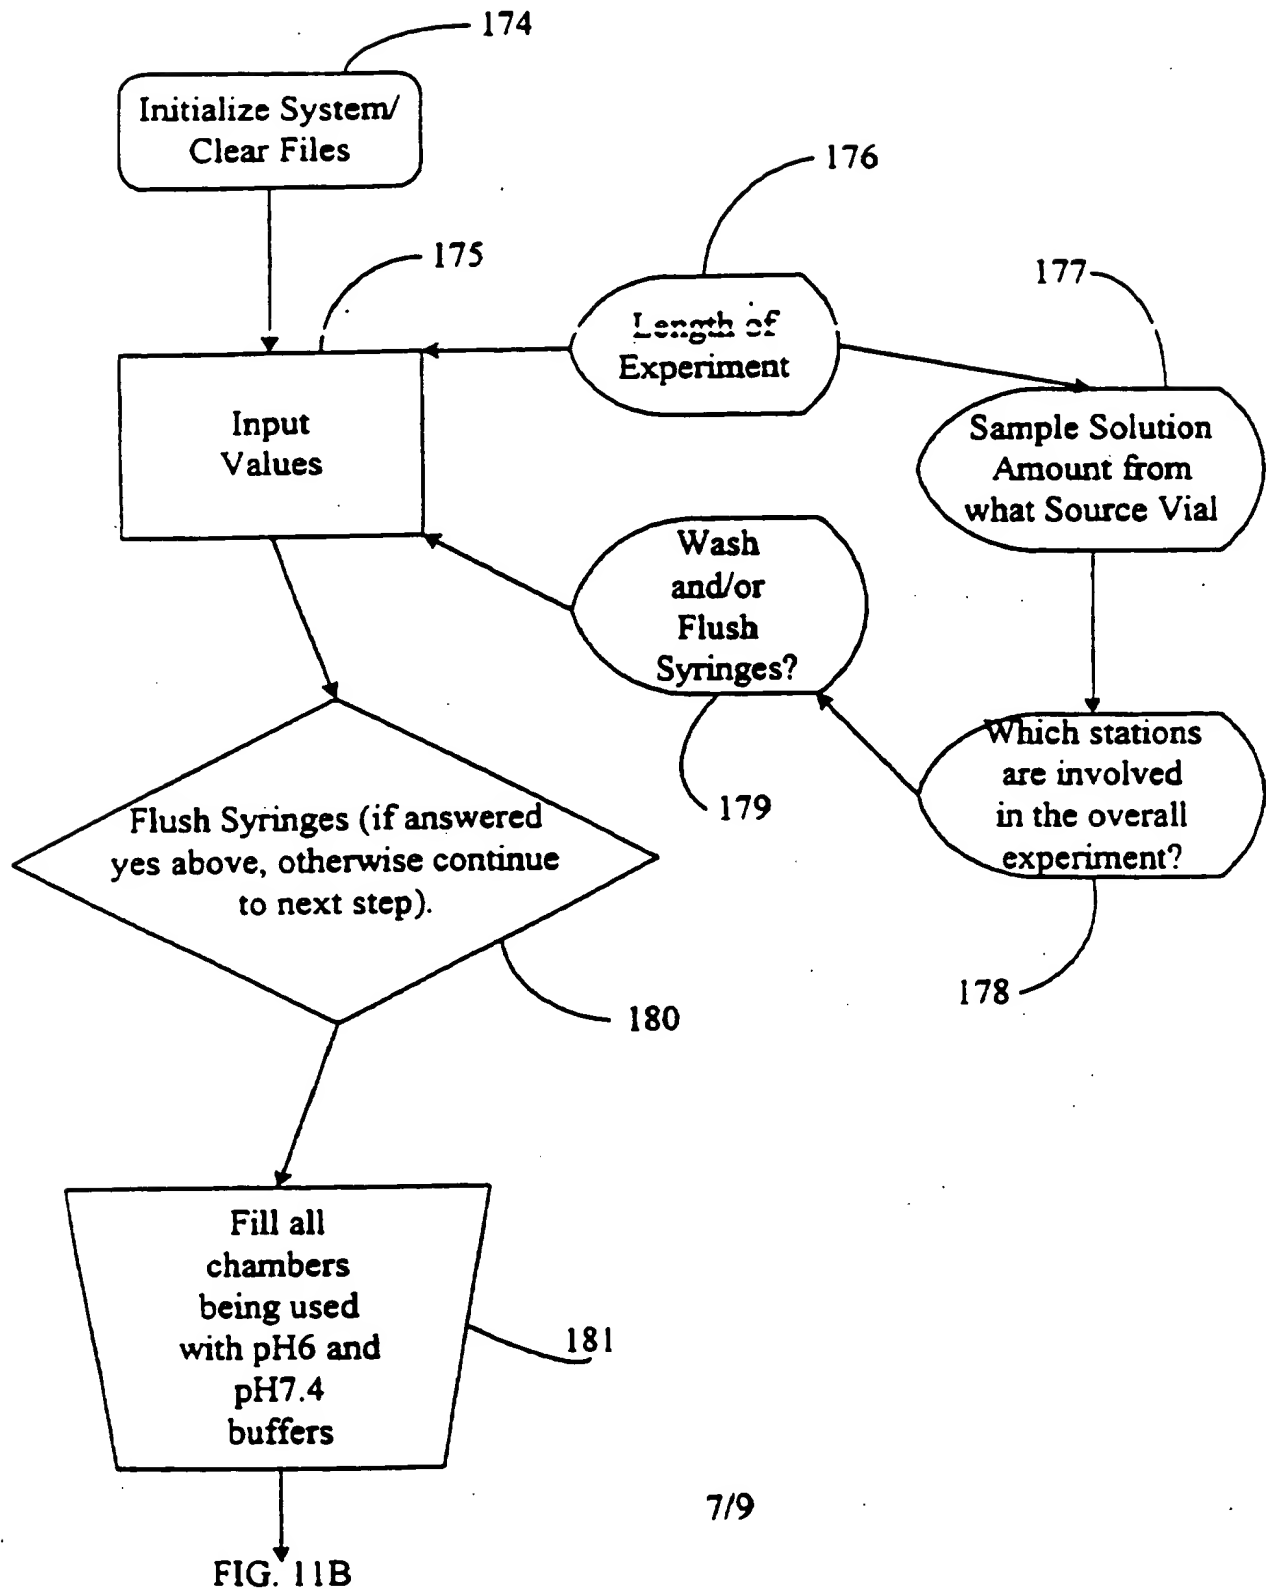 174
Initialize System/
Clear Files
176
175
177
Length of
Experiment
Input
Values
Sample Solution
Amount from
what Source Vial
Wash
and/or
Flush
Syringes?
Which stations
are involved
in the overall
experiment?
179
Flush Syringes (if answered
yes above, otherwise continue
to next step).
178
180
Fill all
chambers
being used
with pH6 and
pH7.4
buffers
181
7/9
FIG. 11B